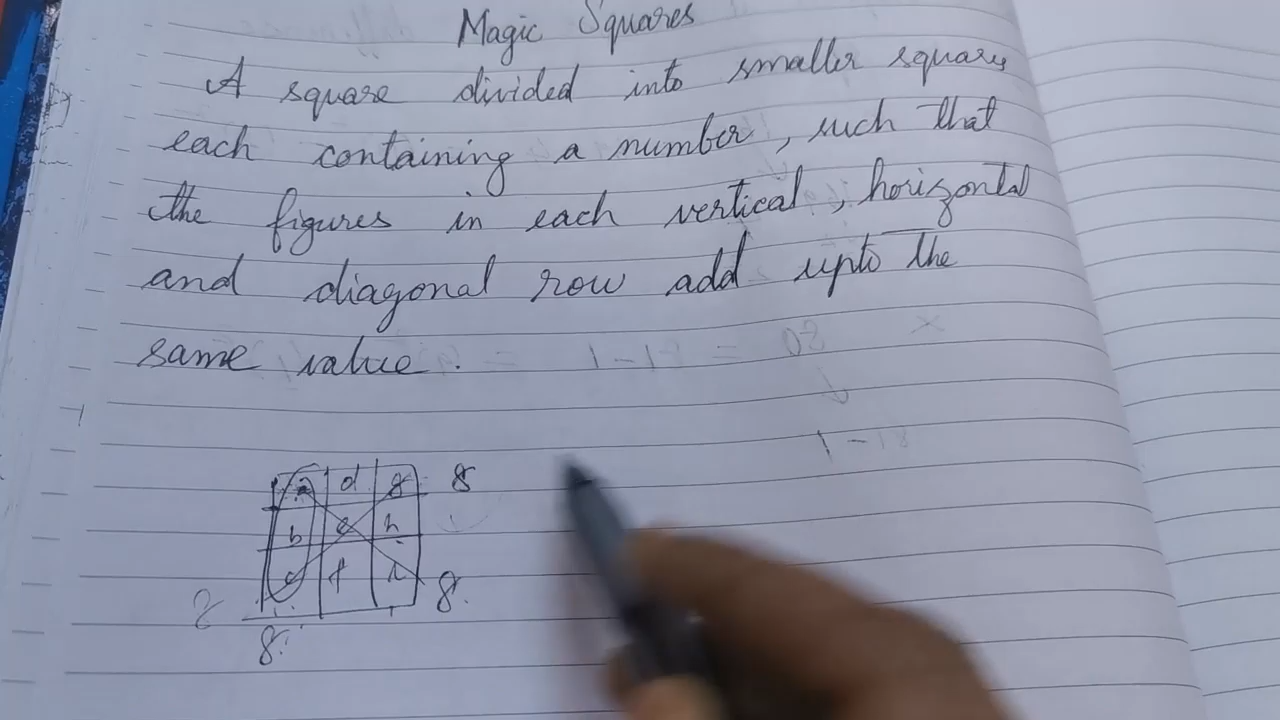 Magic Squares
A square divided into smaller squares
each containing a number, such that
the figures in each vertical, horizontal
and diagonal row add upto the
same value.
a d g 8
b e h
c f i 8.
8